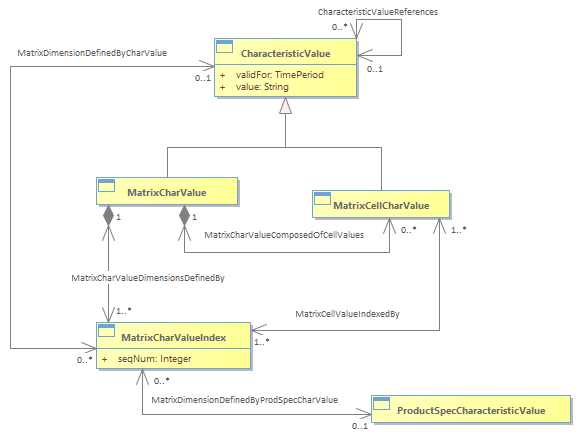 CharacteristicValueReferences
0..*
MatrixDimensionDefinedByCharValue
CharacteristicValue
0..1
0..1
+ validFor: TimePeriod
+ value: String
MatrixCharValue
MatrixCellCharValue
1
1
MatrixCharValueComposedOfCellValues
0..*
1..*
MatrixCharValueDimensionsDefinedBy
1..*
MatrixCellValueIndexedBy
MatrixCharValueIndex
1..*
0..*
+ seqNum: Integer
0..*
MatrixDimensionDefinedByProdSpecCharValue
ProductSpecCharacteristicValue
0..1